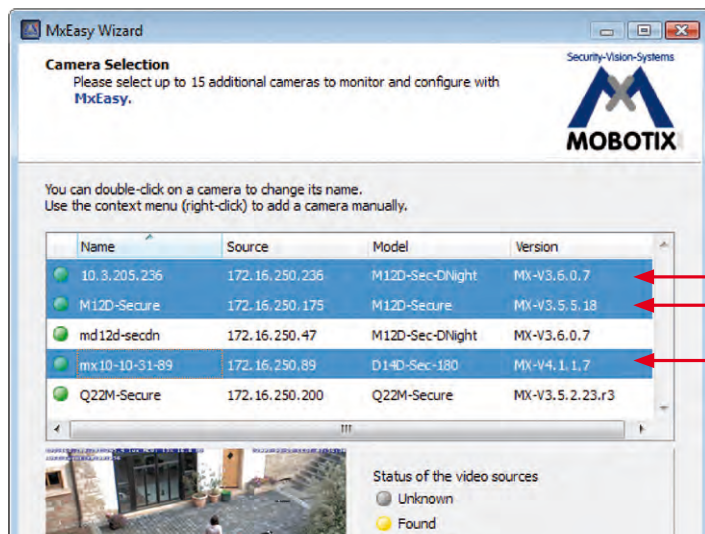 MxEasy Wizard
Camera Selection
Please select up to 15 additional cameras to monitor and configure with
MxEasy.
Security-Vision-Systems
MOBOTIX
You can double-click on a camera to change its name.
Use the context menu (right-click) to add a camera manually.
Name Source Model Version
10.3.205.236 172.16.250.236 M12D-Sec-DNight MX-V3.6.0.7
M12D-Secure 172.16.250.175 M12D-Secure MX-V3.5.5.18
md12d-secdn 172.16.250.47 M12D-Sec-DNight MX-V3.6.0.7
mx10-10-31-89 172.16.250.89 D14D-Sec-180 MX-V4.1.1.7
Q22M-Secure 172.16.250.200 Q22M-Secure MX-V3.5.2.23.r3
Status of the video sources
Unknown
Found